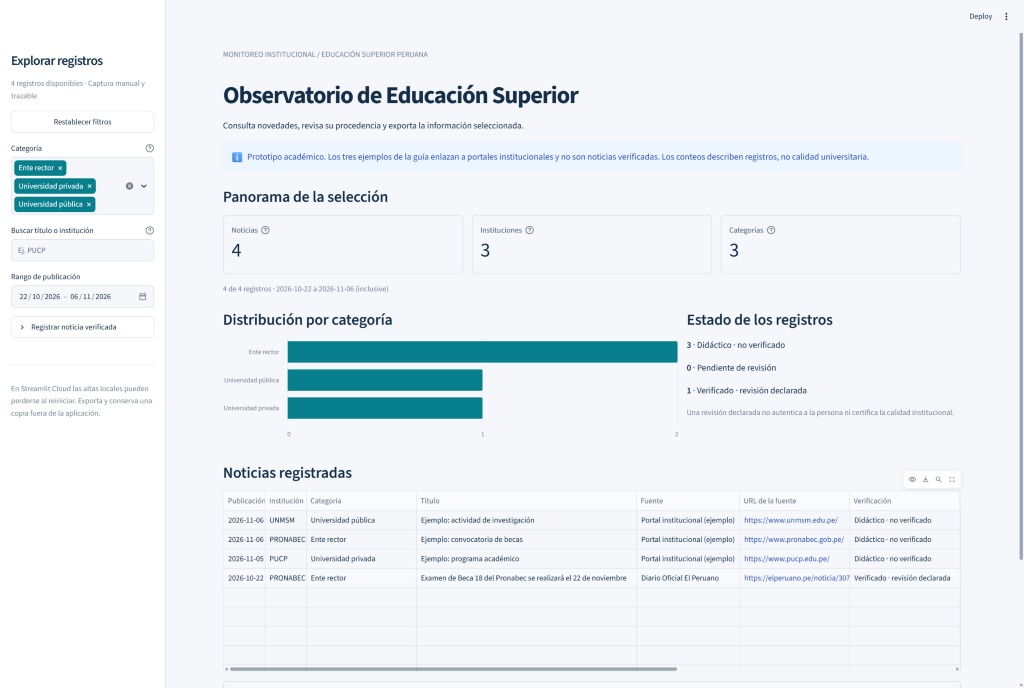 Deploy
Explorar registros
4 registros disponibles · Captura manual y
trazable
Restablecer filtros
Categoría
Ente rector ×
Universidad privada ×
Universidad pública ×
Buscar título o institución
Ej. PUCP
Rango de publicación
22 / 10 / 2026 – 06 / 11 / 2026
Registrar noticia verificada
En Streamlit Cloud las altas locales pueden
perderse al reiniciar. Exporta y conserva una
copia fuera de la aplicación.
MONITOREO INSTITUCIONAL / EDUCACIÓN SUPERIOR PERUANA
Observatorio de Educación Superior
Consulta novedades, revisa su procedencia y exporta la información seleccionada.
Prototipo académico. Los tres ejemplos de la guía enlazan a portales institucionales y no son noticias verificadas. Los conteos describen registros, no calidad universitaria.
Panorama de la selección
Noticias
4
Instituciones
3
Categorías
3
4 de 4 registros · 2026-10-22 a 2026-11-06 (inclusive)
Distribución por categoría
Ente rector
Universidad pública
Universidad privada
0 1 2
Estado de los registros
3 · Didáctico · no verificado
0 · Pendiente de revisión
1 · Verificado · revisión declarada
Una revisión declarada no autentica a la persona ni certifica la calidad institucional.
Noticias registradas
Publicación Institución Categoría Título Fuente URL de la fuente Verificación
2026-11-06 UNMSM Universidad pública Ejemplo: actividad de investigación Portal institucional (ejemplo) https://www.unmsm.edu.pe/ Didáctico · no verificado
2026-11-06 PRONABEC Ente rector Ejemplo: convocatoria de becas Portal institucional (ejemplo) https://www.pronabec.gob.pe/ Didáctico · no verificado
2026-11-05 PUCP Universidad privada Ejemplo: programa académico Portal institucional (ejemplo) https://www.pucp.edu.pe/ Didáctico · no verificado
2026-10-22 PRONABEC Ente rector Examen de Beca 18 del Pronabec se realizará el 22 de noviembre Diario Oficial El Peruano https://elperuano.pe/noticia/307 Verificado · revisión declarada